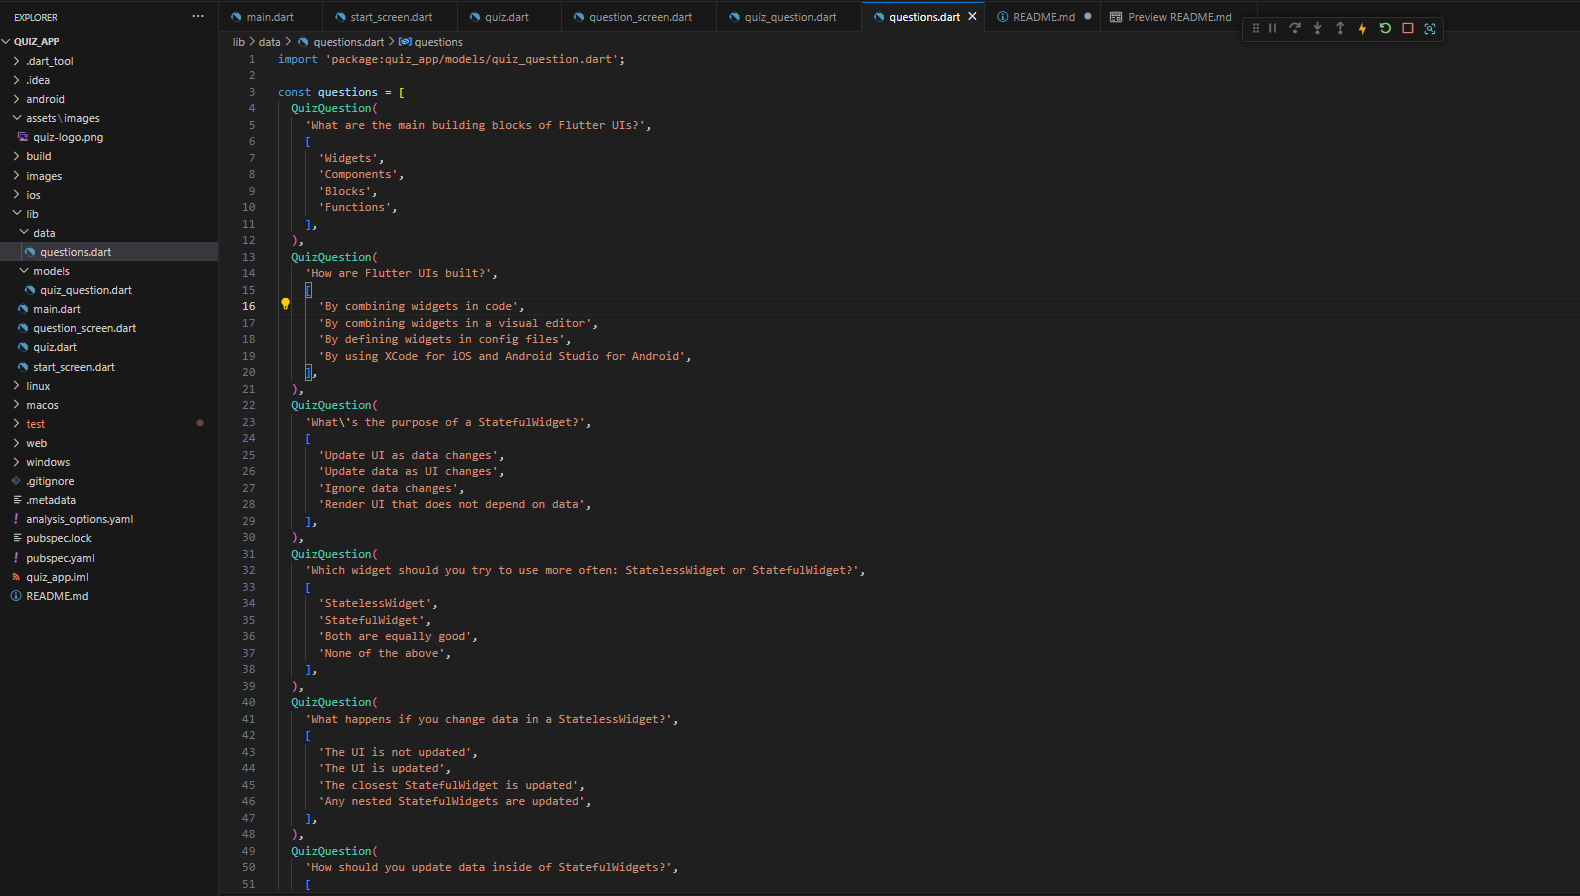 EXPLORER
QUIZ_APP
.dart_tool
.idea
android
assets\images
quiz-logo.png
build
images
ios
lib
data
questions.dart
models
quiz_question.dart
main.dart
question_screen.dart
quiz.dart
start_screen.dart
linux
macos
test
web
windows
.gitignore
.metadata
analysis_options.yaml
pubspec.lock
pubspec.yaml
quiz_app.iml
README.md
main.dart start_screen.dart quiz.dart question_screen.dart quiz_question.dart questions.dart README.md Preview README.md
lib > data > questions.dart > questions
1 import 'package:quiz_app/models/quiz_question.dart';
2
3 const questions = [
4 QuizQuestion(
5 'What are the main building blocks of Flutter UIs?',
6 [
7 'Widgets',
8 'Components',
9 'Blocks',
10 'Functions',
11 ],
12 ),
13 QuizQuestion(
14 'How are Flutter UIs built?',
15 [
16 'By combining widgets in code',
17 'By combining widgets in a visual editor',
18 'By defining widgets in config files',
19 'By using XCode for iOS and Android Studio for Android',
20 ],
21 ),
22 QuizQuestion(
23 'What\'s the purpose of a StatefulWidget?',
24 [
25 'Update UI as data changes',
26 'Update data as UI changes',
27 'Ignore data changes',
28 'Render UI that does not depend on data',
29 ],
30 ),
31 QuizQuestion(
32 'Which widget should you try to use more often: StatelessWidget or StatefulWidget?',
33 [
34 'StatelessWidget',
35 'StatefulWidget',
36 'Both are equally good',
37 'None of the above',
38 ],
39 ),
40 QuizQuestion(
41 'What happens if you change data in a StatelessWidget?',
42 [
43 'The UI is not updated',
44 'The UI is updated',
45 'The closest StatefulWidget is updated',
46 'Any nested StatefulWidgets are updated',
47 ],
48 ),
49 QuizQuestion(
50 'How should you update data inside of StatefulWidgets?',
51 [